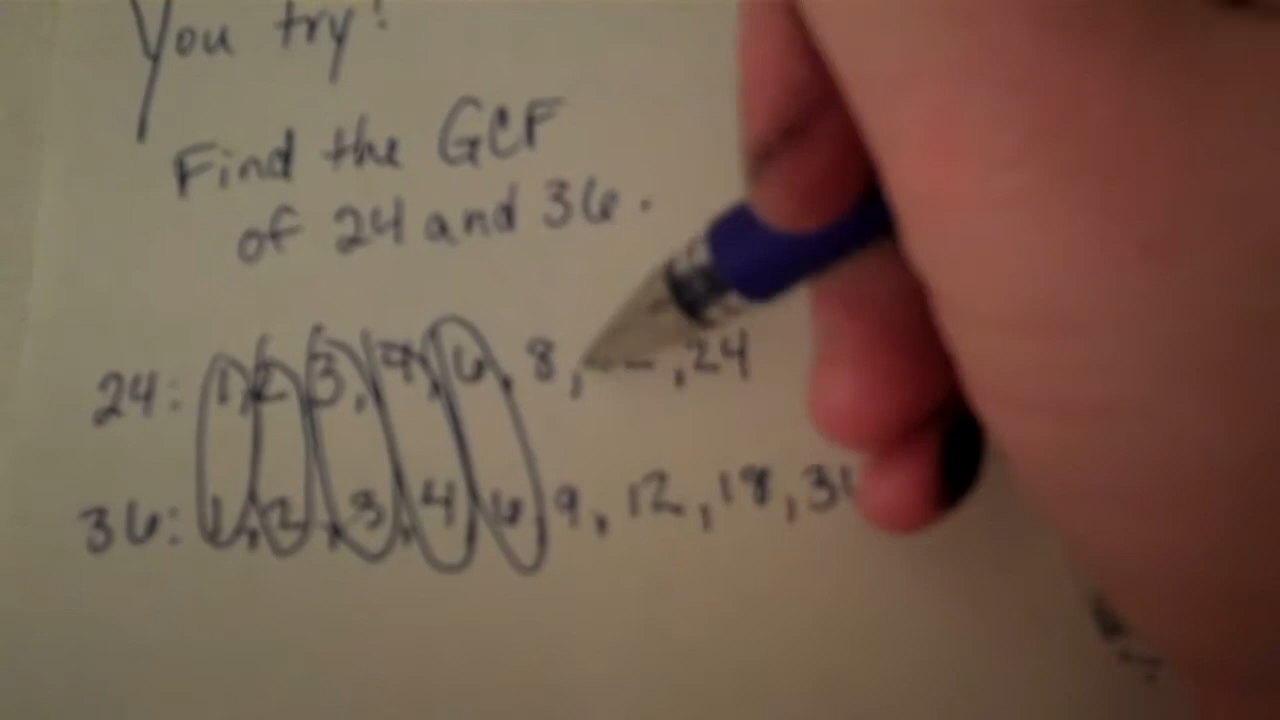 You try!
Find the GCF
of 24 and 36.
24: 1, 2, 3, 4, 6, 8, , 24
36: 1, 2, 3, 4, 6, 9, 12, 18, 3